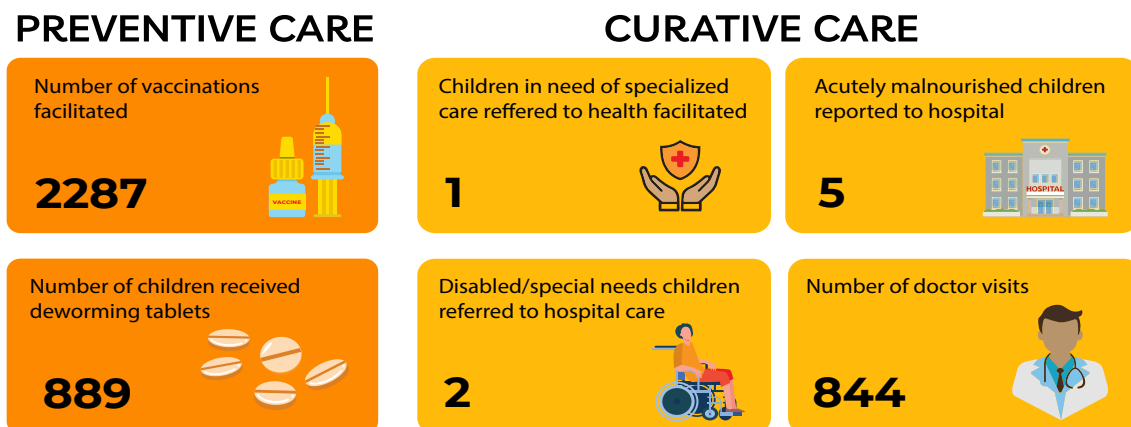 PREVENTIVE CARE
Number of vaccinations
facilitated
2287
VACCINE
Number of children received
deworming tablets
889
CURATIVE CARE
Children in need of specialized
care reffered to health facilitated
1
Acutely malnourished children
reported to hospital
5
HOSPITAL
Disabled/special needs children
referred to hospital care
2
Number of doctor visits
844